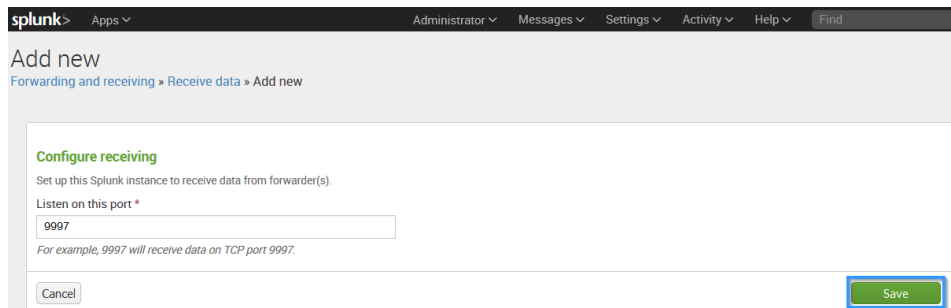 splunk> Apps Administrator Messages Settings Activity Help Find
Add new
Forwarding and receiving » Receive data » Add new
Configure receiving
Set up this Splunk instance to receive data from forwarder(s).
Listen on this port *
9997
For example, 9997 will receive data on TCP port 9997.
Cancel Save